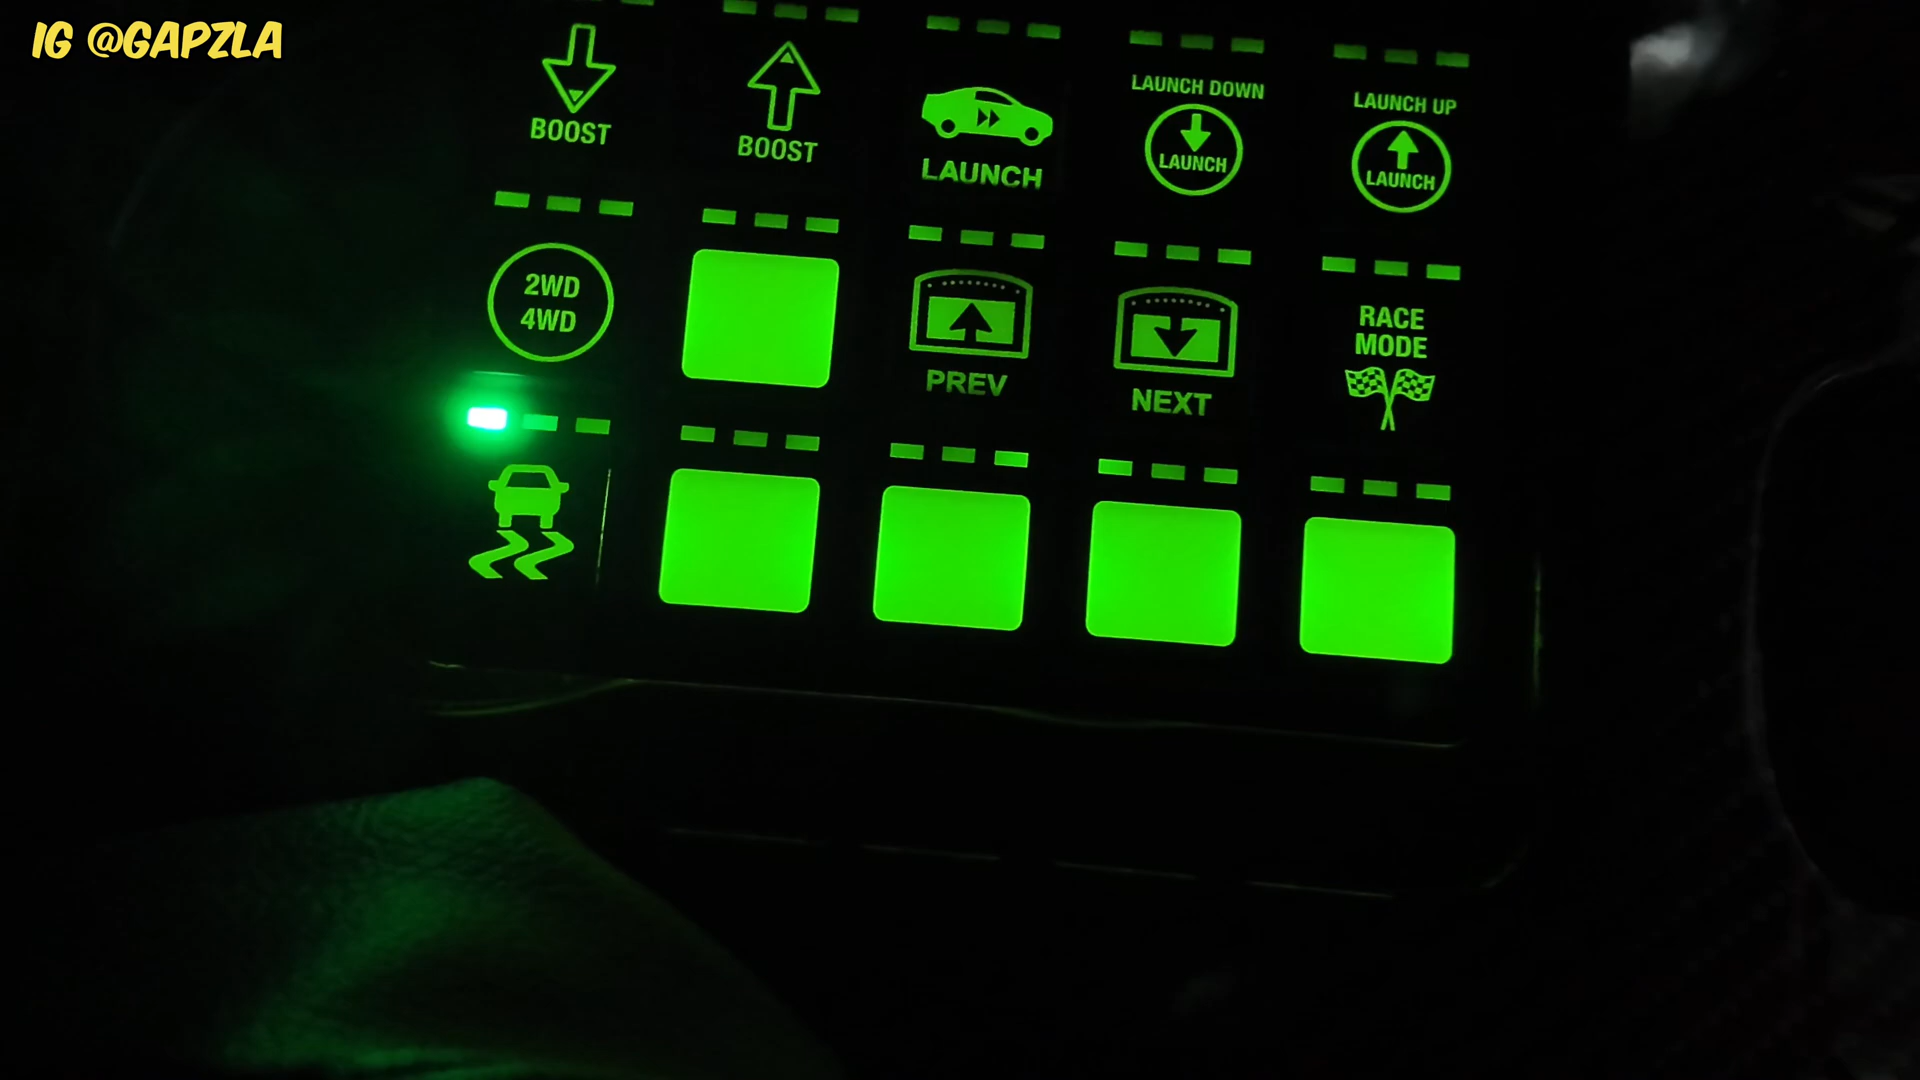 IG @GAPZLA
BOOST
BOOST
LAUNCH
LAUNCH DOWN
LAUNCH
LAUNCH UP
LAUNCH
2WD
4WD
PREV
NEXT
RACE
MODE